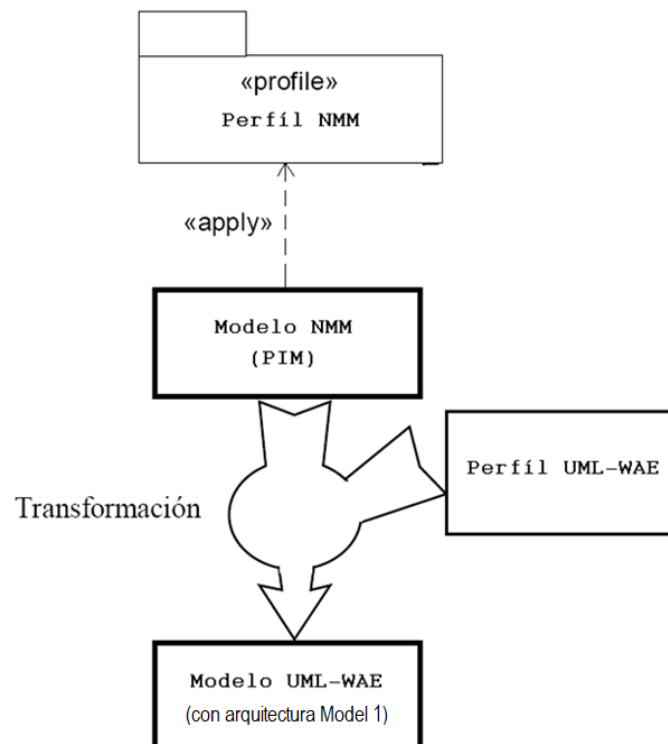 «profile»
Perfíl NMM
«apply»
Modelo NMM
(PIM)
Perfíl UML-WAE
Transformación
Modelo UML-WAE
(con arquitectura Model 1)